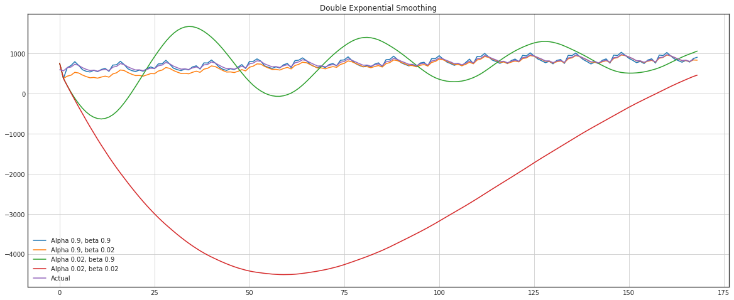 Double Exponential Smoothing
1000
0
−1000
−2000
−3000
−4000
Alpha 0.9, beta 0.9
Alpha 0.9, beta 0.02
Alpha 0.02, beta 0.9
Alpha 0.02, beta 0.02
Actual
0 25 50 75 100 125 150 175